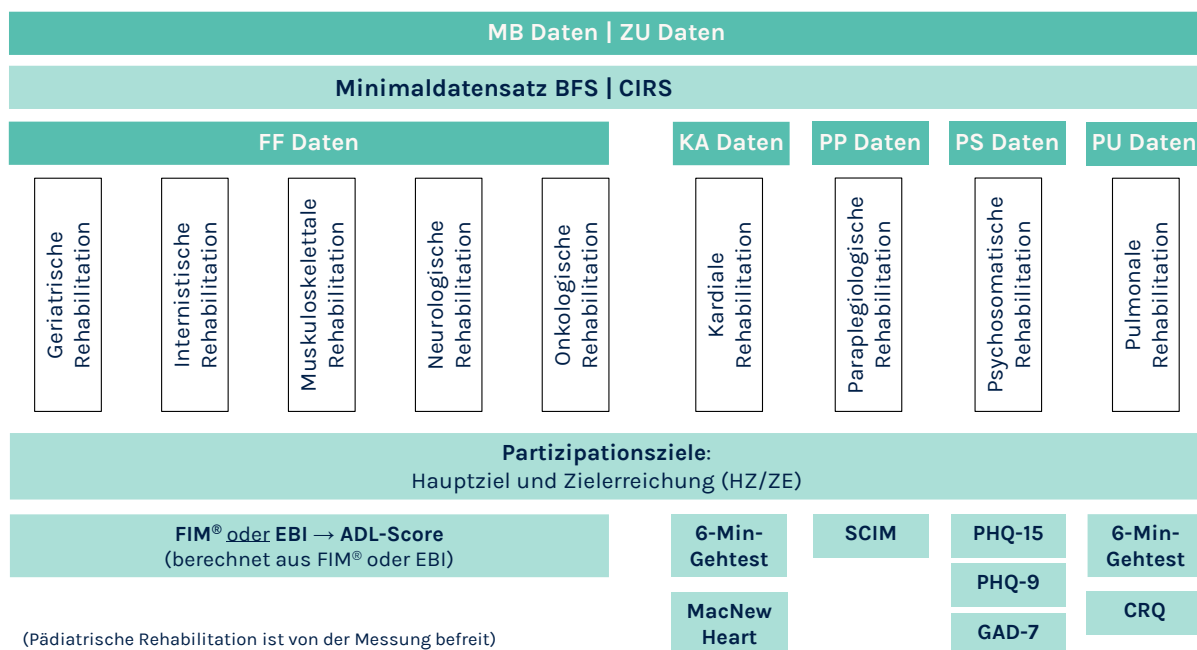 MB Daten | ZU Daten
Minimaldatensatz BFS | CIRS
FF Daten
KA Daten
PP Daten
PS Daten
PU Daten
Geriatrische
Rehabilitation
Internistische
Rehabilitation
Muskuloskelettale
Rehabilitation
Neurologische
Rehabilitation
Onkologische
Rehabilitation
Kardiale
Rehabilitation
Paraplegiologische
Rehabilitation
Psychosomatische
Rehabilitation
Pulmonale
Rehabilitation
Partizipationsziele:
Hauptziel und Zielerreichung (HZ/ZE)
FIM® oder EBI → ADL-Score
(berechnet aus FIM® oder EBI)
6-Min-
Gehtest
MacNew
Heart
SCIM
PHQ-15
PHQ-9
GAD-7
6-Min-
Gehtest
CRQ
(Pädiatrische Rehabilitation ist von der Messung befreit)